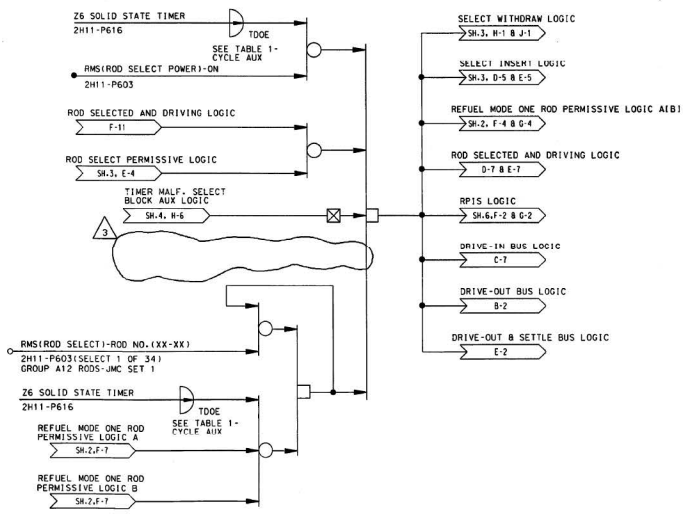 Z6 SOLID STATE TIMER
2H11-P616
TDOE
SEE TABLE 1-
CYCLE AUX
RMS(ROD SELECT POWER)-ON
2H11-P603
ROD SELECTED AND DRIVING LOGIC
F-11
ROD SELECT PERMISSIVE LOGIC
SH.3, E-4
TIMER MALF. SELECT
BLOCK AUX LOGIC
SH.4, H-6
3
RMS(ROD SELECT)-ROD NO.(XX-XX)
2H11-P603(SELECT 1 OF 34)
GROUP A12 RODS-JMC SET 1
Z6 SOLID STATE TIMER
2H11-P616
TDOE
SEE TABLE 1-
CYCLE AUX
REFUEL MODE ONE ROD
PERMISSIVE LOGIC A
SH.2,F-7
REFUEL MODE ONE ROD
PERMISSIVE LOGIC B
SH.2,F-7
SELECT WITHDRAW LOGIC
SH.3, H-1 & J-1
SELECT INSERT LOGIC
SH.3, D-5 & E-5
REFUEL MODE ONE ROD PERMISSIVE LOGIC A(B)
SH.2, F-4 & G-4
ROD SELECTED AND DRIVING LOGIC
D-7 & E-7
RPIS LOGIC
SH.6,F-2 & G-2
DRIVE-IN BUS LOGIC
C-7
DRIVE-OUT BUS LOGIC
B-2
DRIVE-OUT & SETTLE BUS LOGIC
E-2